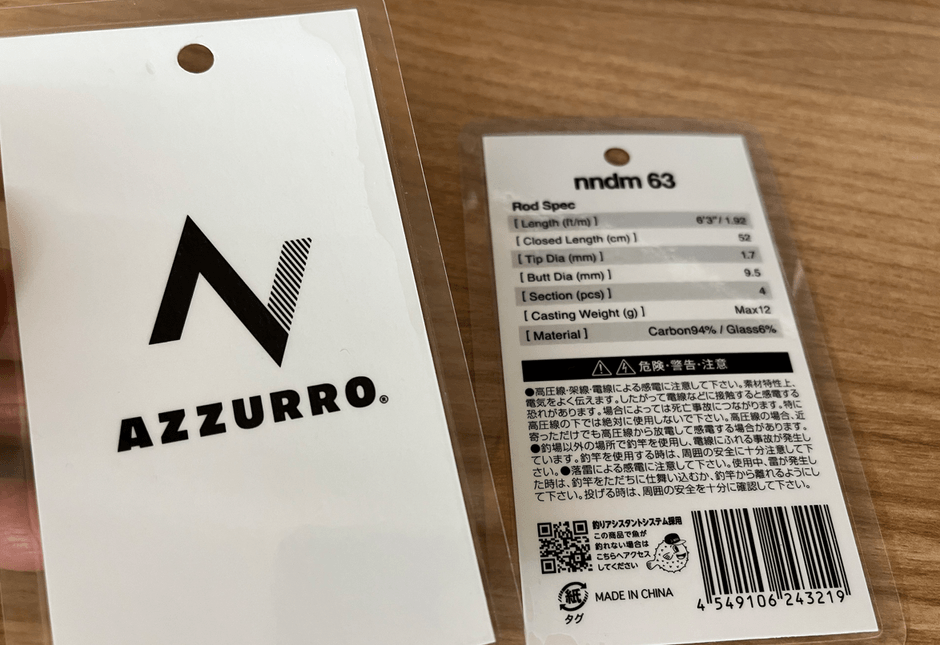 AZZURRO®
nndm 63
Rod Spec
[ Length (ft/m) ] 6'3"/ 1.92
[ Closed Length (cm) ] 52
[ Tip Dia (mm) ] 1.7
[ Butt Dia (mm) ] 9.5
[ Section (pcs) ] 4
[ Casting Weight (g) ] Max12
[ Material ] Carbon94% / Glass6%
危険・警告・注意
●高圧線・架線・電線による感電に注意して下さい。素材特性上、
電気をよく伝えます。したがって電線などに接触すると感電する
恐れがあります。場合によっては死亡事故につながります。特に
高圧線の下では絶対に使用しないで下さい。高圧線の場合、近
寄っただけでも高圧線から放電して感電する場合があります。
●釣場以外の場所で釣竿を使用し、電線にふれる事故が発生し
ています。釣竿を使用する時は、周囲の安全に十分注意して下
さい。●落雷による感電に注意して下さい。使用中、雷が発生し
た時は、釣竿をただちに仕舞い込むか、釣竿から離れるようにし
て下さい。投げる時は、周囲の安全を十分に確認して下さい。
釣りアシスタントシステム採用
この商品で魚が
釣れない場合は
こちらへアクセス
してください
紙
タグ
MADE IN CHINA
4 549106 243219